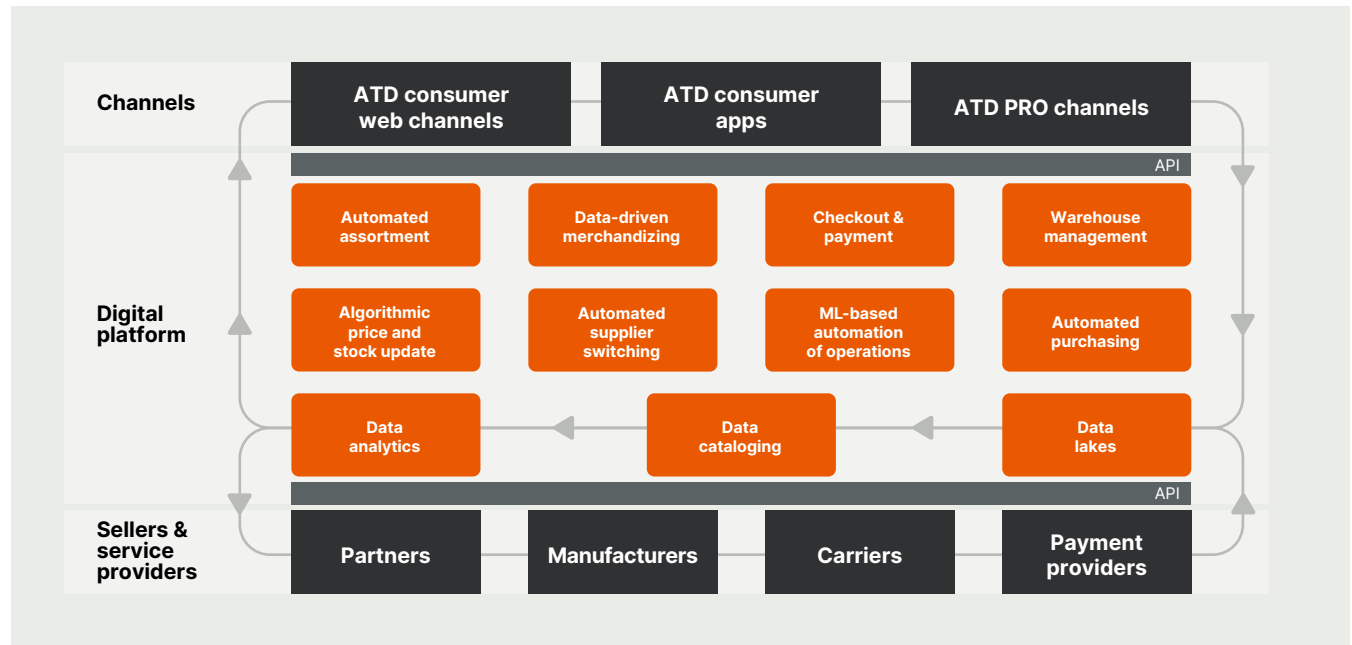 Channels
ATD consumer
web channels
ATD consumer
apps
ATD PRO channels
API
Digital
platform
Automated
assortment
Data-driven
merchandizing
Checkout &
payment
Warehouse
management
Algorithmic
price and
stock update
Automated
supplier
switching
ML-based
automation
of operations
Automated
purchasing
Data
analytics
Data
cataloging
Data
lakes
API
Sellers &
service
providers
Partners
Manufacturers
Carriers
Payment
providers